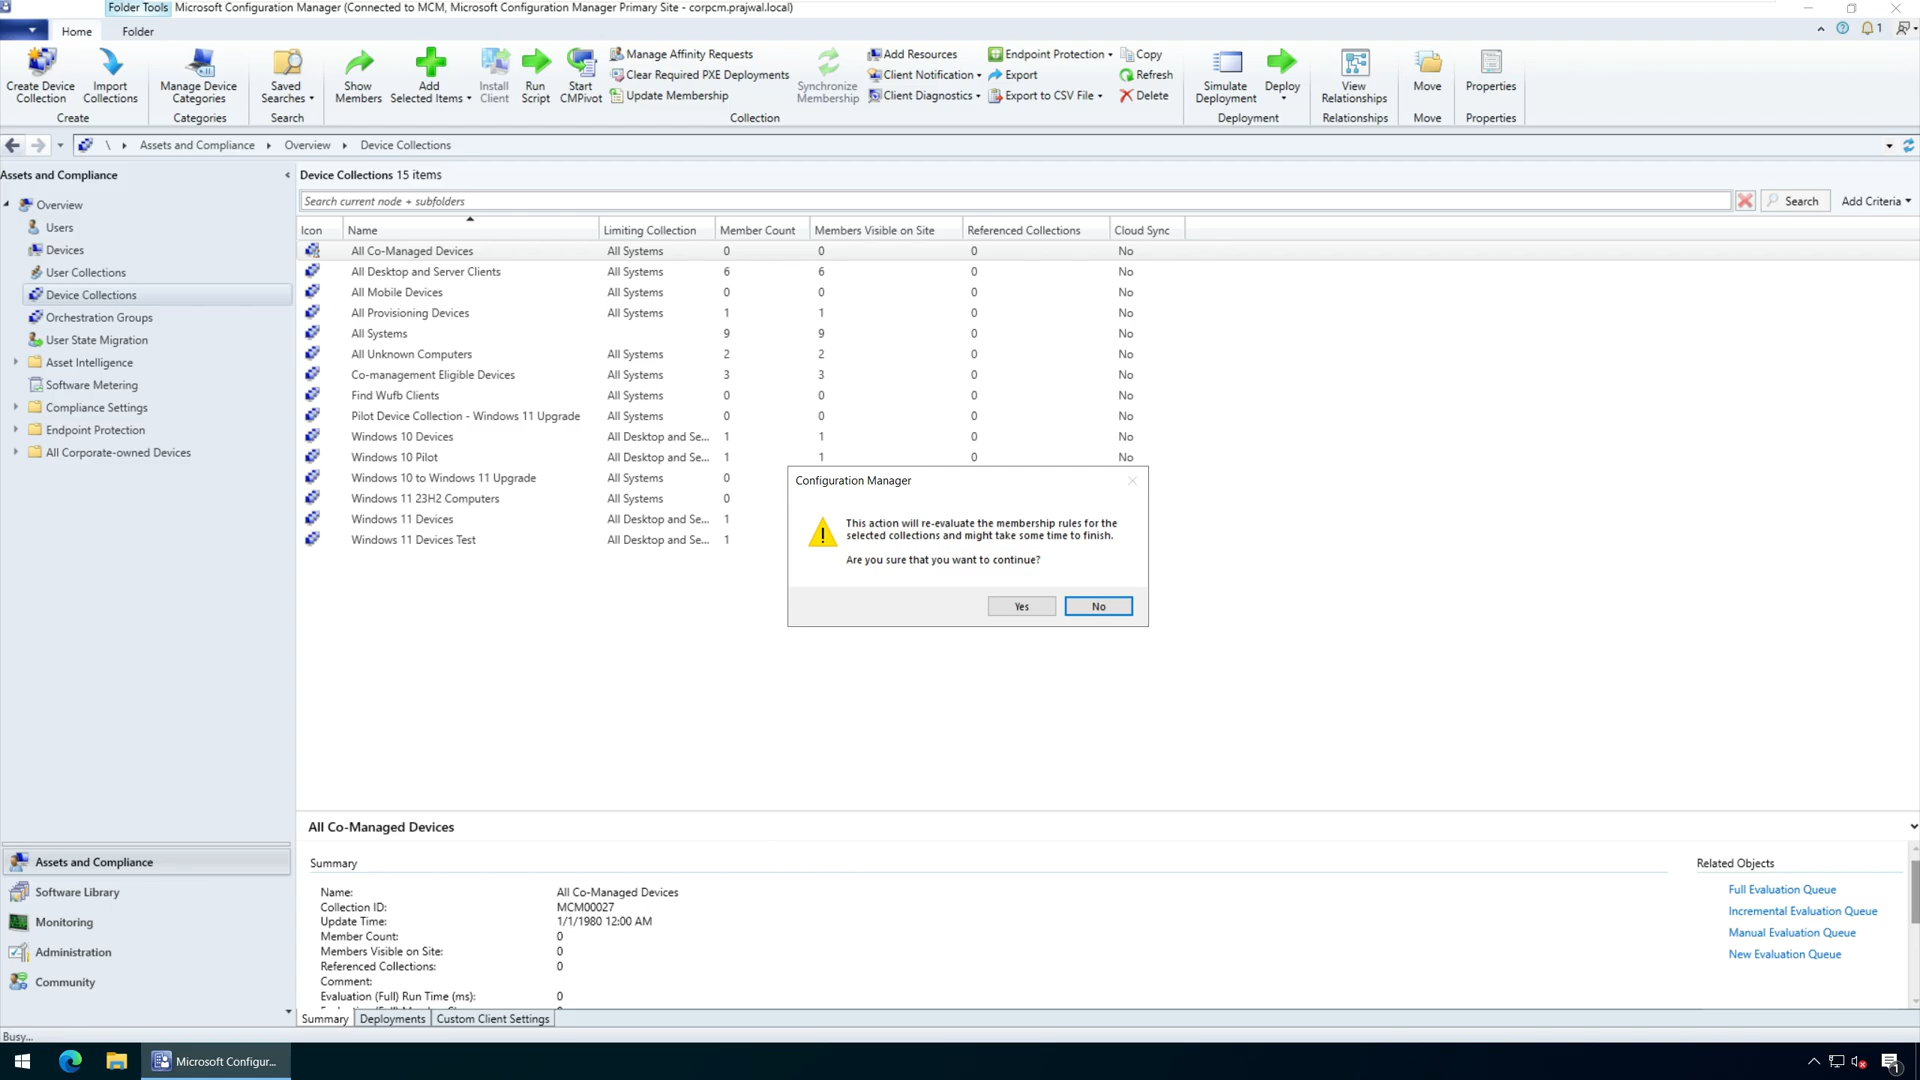 Folder Tools Microsoft Configuration Manager (Connected to MCM, Microsoft Configuration Manager Primary Site - corpcm.prajwal.local)
Home Folder
1
Create Device Collection
Import Collections
Create
Manage Device Categories
Categories
Saved Searches
Search
Show Members
Add Selected Items
Install Client
Run Script
Start CMPivot
Manage Affinity Requests
Clear Required PXE Deployments
Update Membership
Synchronize Membership
Add Resources
Client Notification
Client Diagnostics
Endpoint Protection
Export
Export to CSV File
Copy
Refresh
Delete
Collection
Simulate Deployment
Deploy
Deployment
View Relationships
Relationships
Move
Move
Properties
Properties
\ Assets and Compliance Overview Device Collections
Assets and Compliance
Overview
Users
Devices
User Collections
Device Collections
Orchestration Groups
User State Migration
Asset Intelligence
Software Metering
Compliance Settings
Endpoint Protection
All Corporate-owned Devices
Assets and Compliance
Software Library
Monitoring
Administration
Community
Device Collections 15 items
Search current node + subfolders Search Add Criteria
Icon Name Limiting Collection Member Count Members Visible on Site Referenced Collections Cloud Sync
All Co-Managed Devices All Systems 0 0 0 No
All Desktop and Server Clients All Systems 6 6 0 No
All Mobile Devices All Systems 0 0 0 No
All Provisioning Devices All Systems 1 1 0 No
All Systems 9 9 0 No
All Unknown Computers All Systems 2 2 0 No
Co-management Eligible Devices All Systems 3 3 0 No
Find Wufb Clients All Systems 0 0 0 No
Pilot Device Collection - Windows 11 Upgrade All Systems 0 0 0 No
Windows 10 Devices All Desktop and Se... 1 1 0 No
Windows 10 Pilot All Desktop and Se... 1 1 0 No
Windows 10 to Windows 11 Upgrade All Systems 0
Windows 11 23H2 Computers All Systems 0
Windows 11 Devices All Desktop and Se... 1
Windows 11 Devices Test All Desktop and Se... 1
Configuration Manager
This action will re-evaluate the membership rules for the
selected collections and might take some time to finish.
Are you sure that you want to continue?
Yes No
All Co-Managed Devices
Summary
Name: All Co-Managed Devices
Collection ID: MCM00027
Update Time: 1/1/1980 12:00 AM
Member Count: 0
Members Visible on Site: 0
Referenced Collections: 0
Comment:
Evaluation (Full) Run Time (ms): 0
Related Objects
Full Evaluation Queue
Incremental Evaluation Queue
Manual Evaluation Queue
New Evaluation Queue
Summary Deployments Custom Client Settings
Busy...
Microsoft Configur...
1